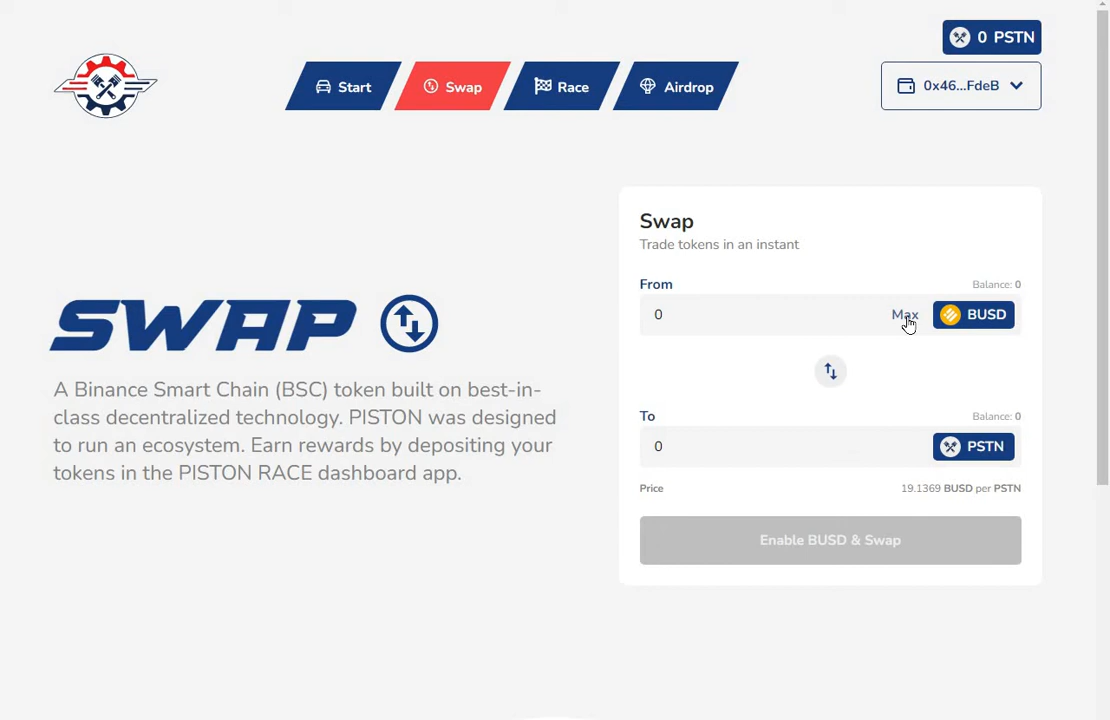 0 PSTN
Start
Swap
Race
Airdrop
0x46...FdeB
Swap
Trade tokens in an instant
From
Balance: 0
0
Max
BUSD
SWAP
A Binance Smart Chain (BSC) token built on best-in-
class decentralized technology. PISTON was designed
to run an ecosystem. Earn rewards by depositing your
tokens in the PISTON RACE dashboard app.
To
Balance: 0
0
PSTN
Price
19.1369 BUSD per PSTN
Enable BUSD & Swap